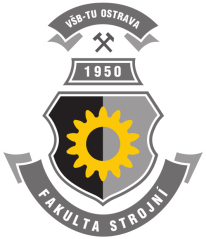 VŠB-TU OSTRAVA
1950
FAKULTA STROJNÍ